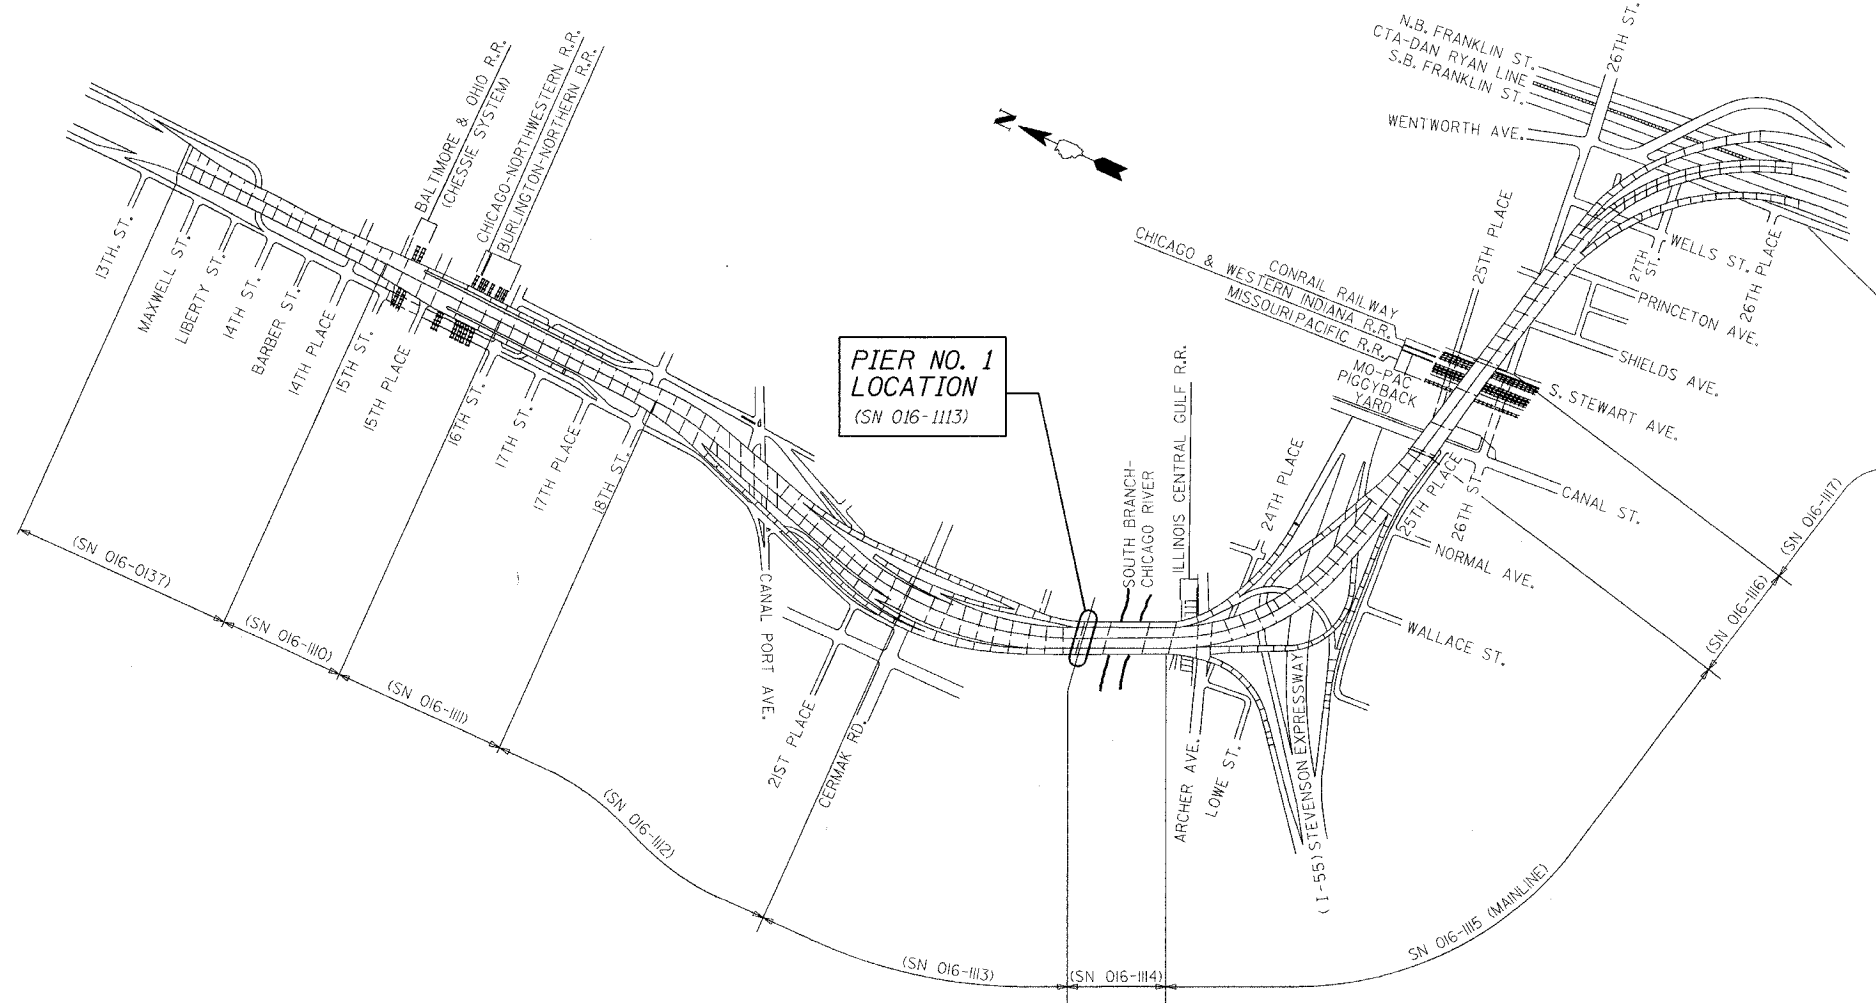 N.B. FRANKLIN ST.
CTA-DAN RYAN LINE
S.B. FRANKLIN ST.
26TH ST.
WENTWORTH AVE.
BALTIMORE & OHIO R.R.
(CHESSIE SYSTEM)
CHICAGO-NORTHWESTERN R.R.
BURLINGTON-NORTHERN R.R.
N
13TH. ST.
MAXWELL ST.
LIBERTY ST.
14TH ST.
BARBER ST.
14TH PLACE
15TH ST.
15TH PLACE
16TH ST.
17TH ST.
17TH PLACE
18TH ST.
PIER NO. 1
LOCATION
(SN 016-1113)
CHICAGO & WESTERN INDIANA R.R.
CONRAIL RAILWAY
MISSOURI PACIFIC R.R.
MO-PAC
PIGGYBACK
YARD
25TH PLACE
WELLS ST.
27TH
ST.
26TH PLACE
PRINCETON AVE.
SHIELDS AVE.
S. STEWART AVE.
CANAL ST.
25TH PLACE
26TH ST.
NORMAL AVE.
WALLACE ST.
24TH PLACE
SOUTH BRANCH-
CHICAGO RIVER
ILLINOIS CENTRAL GULF R.R.
CANAL PORT AVE.
21ST PLACE
CERMAK RD.
ARCHER AVE.
LOWE ST.
(I-55) STEVENSON EXPRESSWAY
(SN 016-0137)
(SN 016-1110)
(SN 016-1111)
(SN 016-1112)
(SN 016-1113)
(SN 016-1114)
SN 016-1115 (MAINLINE)
(SN 016-1116)
(SN 016-1117)